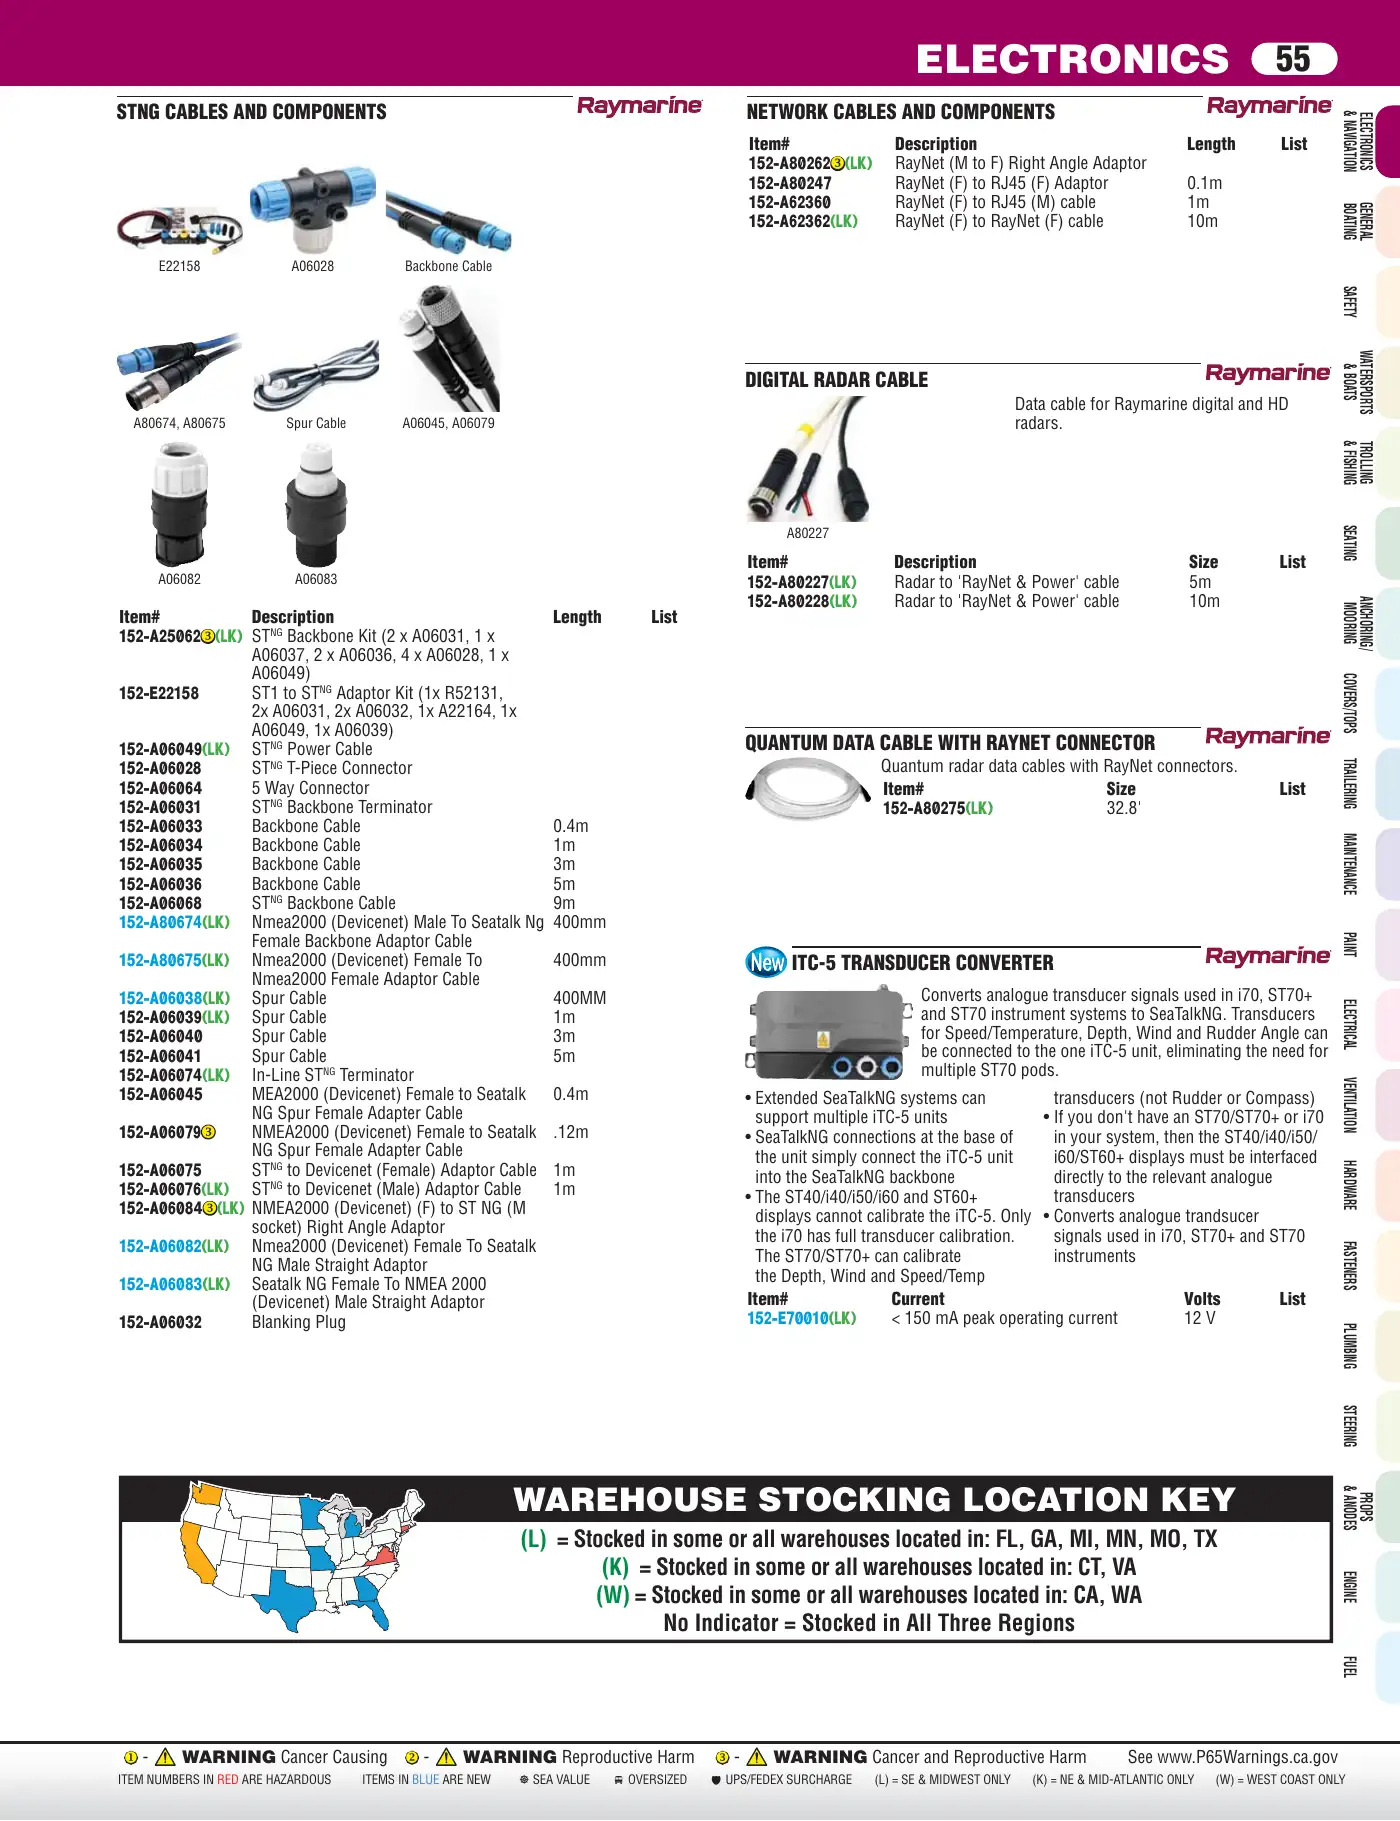 ELECTRONICS 55
STNG CABLES AND COMPONENTS
Raymarine
E22158
A06028
Backbone Cable
A80674, A80675
Spur Cable
A06045, A06079
A06082
A06083
Item# Description Length List
152-A25062③(LK) STNG Backbone Kit (2 x A06031, 1 x
A06037, 2 x A06036, 4 x A06028, 1 x
A06049)
152-E22158 ST1 to STNG Adaptor Kit (1x R52131,
2x A06031, 2x A06032, 1x A22164, 1x
A06049, 1x A06039)
152-A06049(LK) STNG Power Cable
152-A06028 STNG T-Piece Connector
152-A06064 5 Way Connector
152-A06031 STNG Backbone Terminator
152-A06033 Backbone Cable 0.4m
152-A06034 Backbone Cable 1m
152-A06035 Backbone Cable 3m
152-A06036 Backbone Cable 5m
152-A06068 STNG Backbone Cable 9m
152-A80674(LK) Nmea2000 (Devicenet) Male To Seatalk Ng 400mm
Female Backbone Adaptor Cable
152-A80675(LK) Nmea2000 (Devicenet) Female To 400mm
Nmea2000 Female Adaptor Cable
152-A06038(LK) Spur Cable 400MM
152-A06039(LK) Spur Cable 1m
152-A06040 Spur Cable 3m
152-A06041 Spur Cable 5m
152-A06074(LK) In-Line STNG Terminator
152-A06045 MEA2000 (Devicenet) Female to Seatalk 0.4m
NG Spur Female Adapter Cable
152-A06079③ NMEA2000 (Devicenet) Female to Seatalk .12m
NG Spur Female Adapter Cable
152-A06075 STNG to Devicenet (Female) Adaptor Cable 1m
152-A06076(LK) STNG to Devicenet (Male) Adaptor Cable 1m
152-A06084③(LK) NMEA2000 (Devicenet) (F) to ST NG (M
socket) Right Angle Adaptor
152-A06082(LK) Nmea2000 (Devicenet) Female To Seatalk
NG Male Straight Adaptor
152-A06083(LK) Seatalk NG Female To NMEA 2000
(Devicenet) Male Straight Adaptor
152-A06032 Blanking Plug
NETWORK CABLES AND COMPONENTS
Raymarine
Item# Description Length List
152-A80262③(LK) RayNet (M to F) Right Angle Adaptor
152-A80247 RayNet (F) to RJ45 (F) Adaptor 0.1m
152-A62360 RayNet (F) to RJ45 (M) cable 1m
152-A62362(LK) RayNet (F) to RayNet (F) cable 10m
DIGITAL RADAR CABLE
Raymarine
Data cable for Raymarine digital and HD
radars.
A80227
Item# Description Size List
152-A80227(LK) Radar to 'RayNet & Power' cable 5m
152-A80228(LK) Radar to 'RayNet & Power' cable 10m
QUANTUM DATA CABLE WITH RAYNET CONNECTOR
Raymarine
Quantum radar data cables with RayNet connectors.
Item# Size List
152-A80275(LK) 32.8'
New ITC-5 TRANSDUCER CONVERTER
Raymarine
Converts analogue transducer signals used in i70, ST70+
and ST70 instrument systems to SeaTalkNG. Transducers
for Speed/Temperature, Depth, Wind and Rudder Angle can
be connected to the one iTC-5 unit, eliminating the need for
multiple ST70 pods.
• Extended SeaTalkNG systems can
support multiple iTC-5 units
• SeaTalkNG connections at the base of
the unit simply connect the iTC-5 unit
into the SeaTalkNG backbone
• The ST40/i40/i50/i60 and ST60+
displays cannot calibrate the iTC-5. Only
the i70 has full transducer calibration.
The ST70/ST70+ can calibrate
the Depth, Wind and Speed/Temp
transducers (not Rudder or Compass)
• If you don't have an ST70/ST70+ or i70
in your system, then the ST40/i40/i50/
i60/ST60+ displays must be interfaced
directly to the relevant analogue
transducers
• Converts analogue trandsucer
signals used in i70, ST70+ and ST70
instruments
Item# Current Volts List
152-E70010(LK) < 150 mA peak operating current 12 V
WAREHOUSE STOCKING LOCATION KEY
(L) = Stocked in some or all warehouses located in: FL, GA, MI, MN, MO, TX
(K) = Stocked in some or all warehouses located in: CT, VA
(W) = Stocked in some or all warehouses located in: CA, WA
No Indicator = Stocked in All Three Regions
ELECTRONICS
& NAVIGATION
GENERAL
BOATING
SAFETY
WATERSPORTS
& BOATS
TROLLING
& FISHING
SEATING
ANCHORING/
MOORING
COVERS/TOPS
TRAILERING
MAINTENANCE
PAINT
ELECTRICAL
VENTILATION
HARDWARE
FASTENERS
PLUMBING
STEERING
PROPS
& ANODES
ENGINE
FUEL
① - WARNING Cancer Causing ② - WARNING Reproductive Harm ③ - WARNING Cancer and Reproductive Harm See www.P65Warnings.ca.gov
ITEM NUMBERS IN RED ARE HAZARDOUS ITEMS IN BLUE ARE NEW SEA VALUE OVERSIZED UPS/FEDEX SURCHARGE (L) = SE & MIDWEST ONLY (K) = NE & MID-ATLANTIC ONLY (W) = WEST COAST ONLY